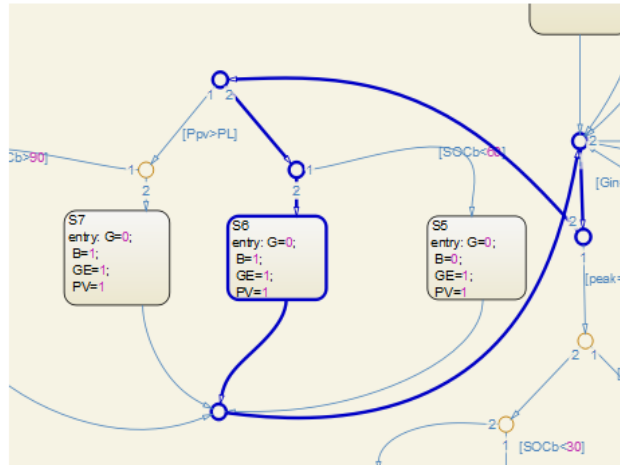 1
2
[Ppv>PL]
Cb>90]
1
2
1
2
[SOCb<60]
2
[Gin
2
1
S7
entry: G=0;
B=1;
GE=1;
PV=1
S6
entry: G=0;
B=1;
GE=1;
PV=1
S5
entry: G=0;
B=0;
GE=1;
PV=1
[peak=
2
1
2
1
[SOCb<30]